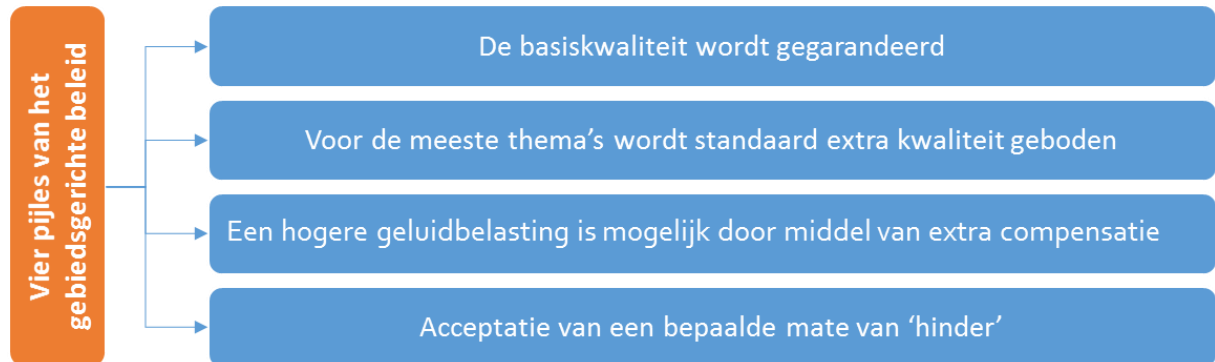 Vier pijles van het
gebiedsgerichte beleid
De basiskwaliteit wordt gegarandeerd
Voor de meeste thema’s wordt standaard extra kwaliteit geboden
Een hogere geluidbelasting is mogelijk door middel van extra compensatie
Acceptatie van een bepaalde mate van ‘hinder’